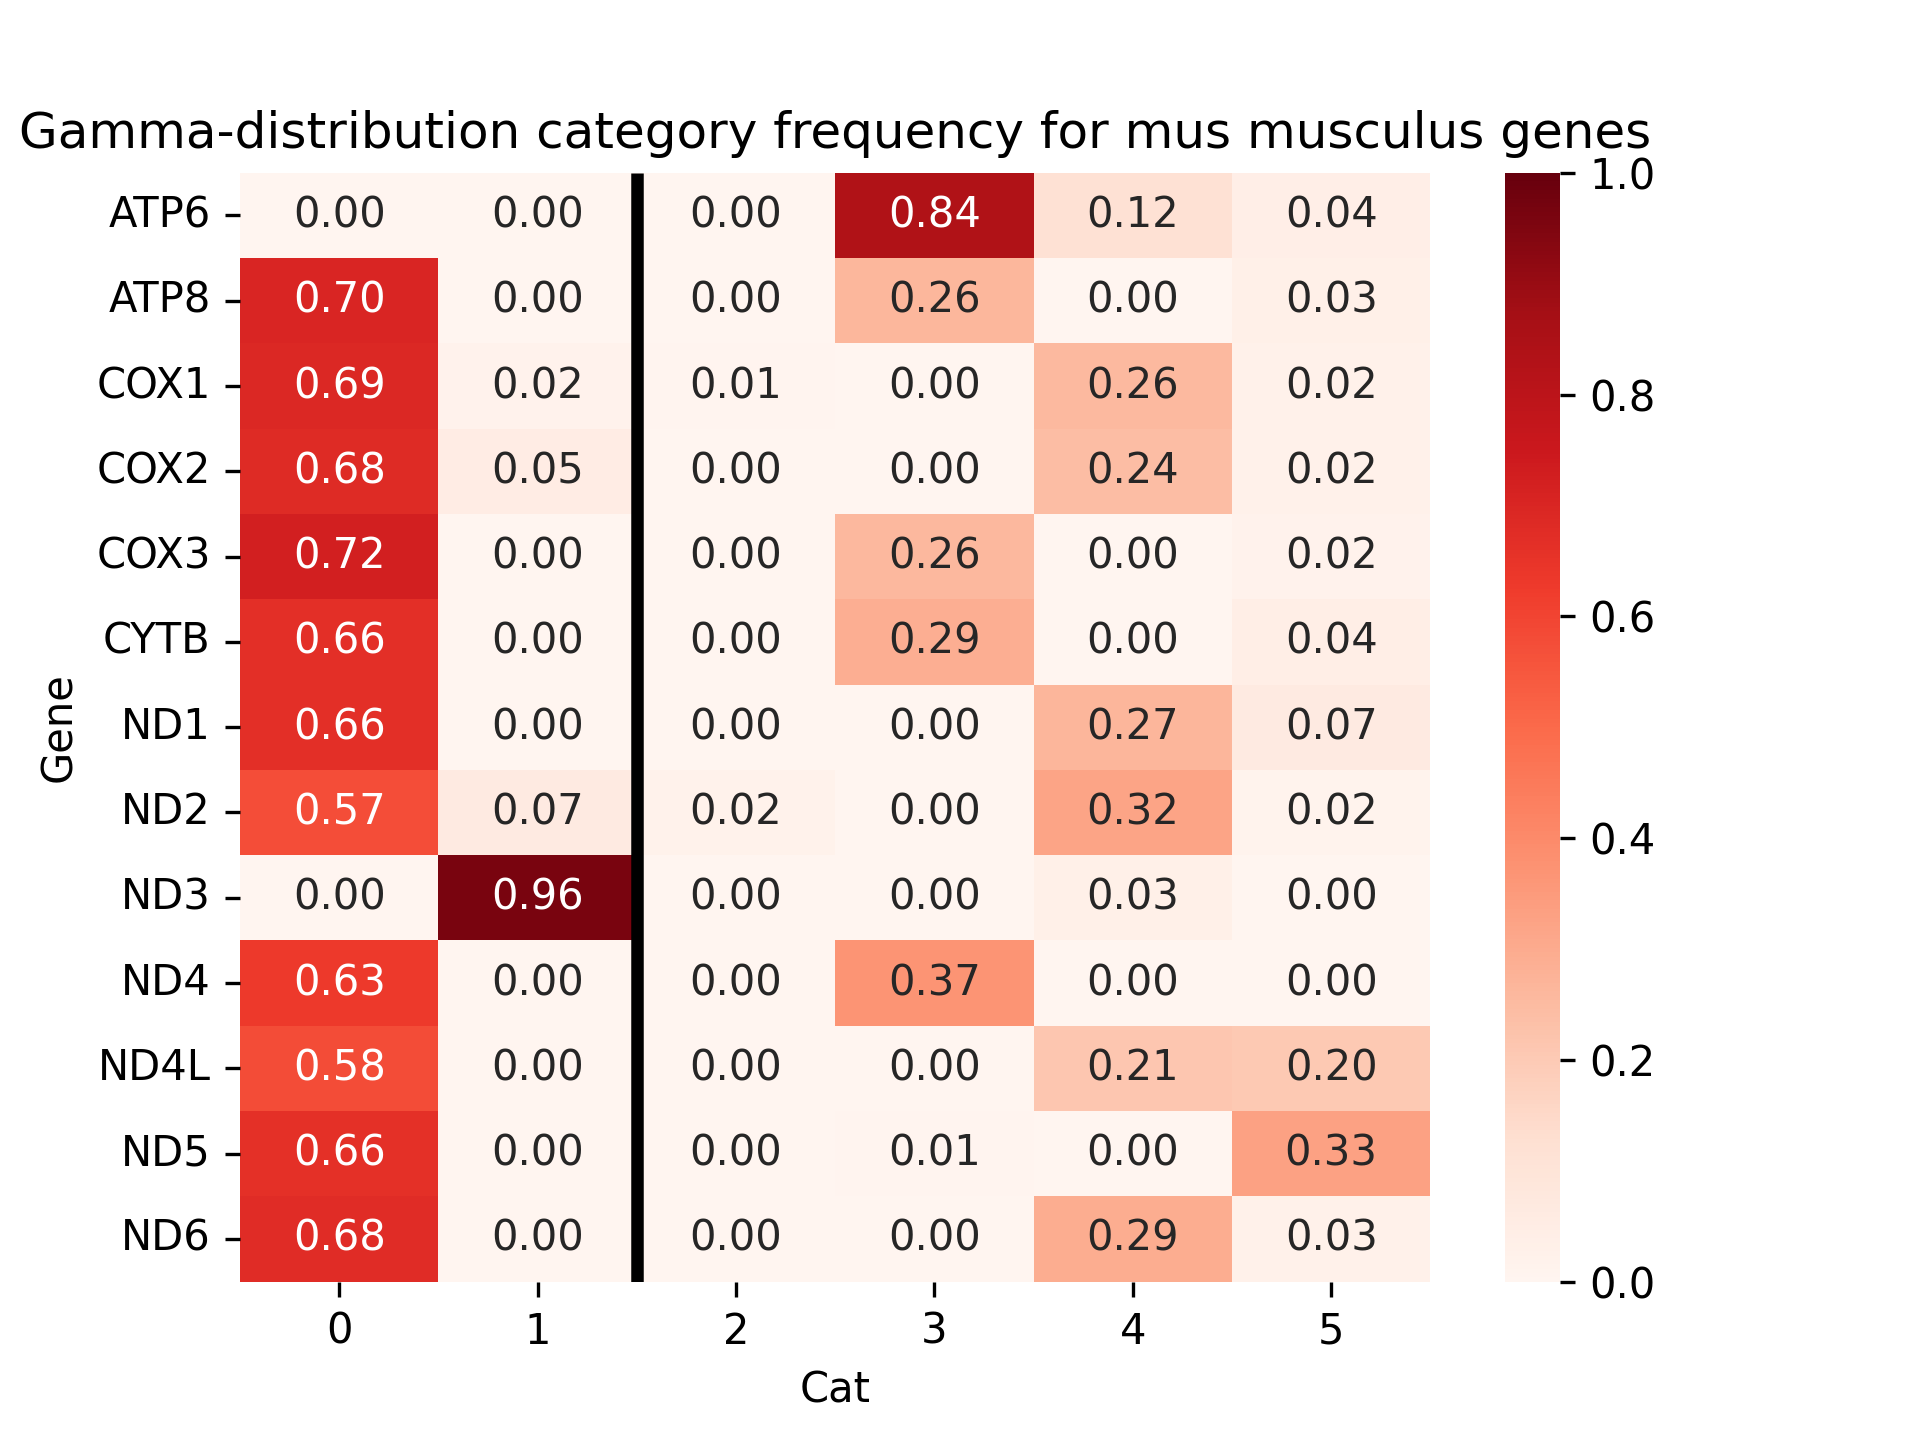 Gamma-distribution category frequency for mus musculus genes
ATP6 0.00 0.00 0.00 0.84 0.12 0.04
ATP8 0.70 0.00 0.00 0.26 0.00 0.03
COX1 0.69 0.02 0.01 0.00 0.26 0.02
COX2 0.68 0.05 0.00 0.00 0.24 0.02
COX3 0.72 0.00 0.00 0.26 0.00 0.02
CYTB 0.66 0.00 0.00 0.29 0.00 0.04
ND1 0.66 0.00 0.00 0.00 0.27 0.07
ND2 0.57 0.07 0.02 0.00 0.32 0.02
ND3 0.00 0.96 0.00 0.00 0.03 0.00
ND4 0.63 0.00 0.00 0.37 0.00 0.00
ND4L 0.58 0.00 0.00 0.00 0.21 0.20
ND5 0.66 0.00 0.00 0.01 0.00 0.33
ND6 0.68 0.00 0.00 0.00 0.29 0.03
0 1 2 3 4 5
Cat
Gene
1.0
0.8
0.6
0.4
0.2
0.0